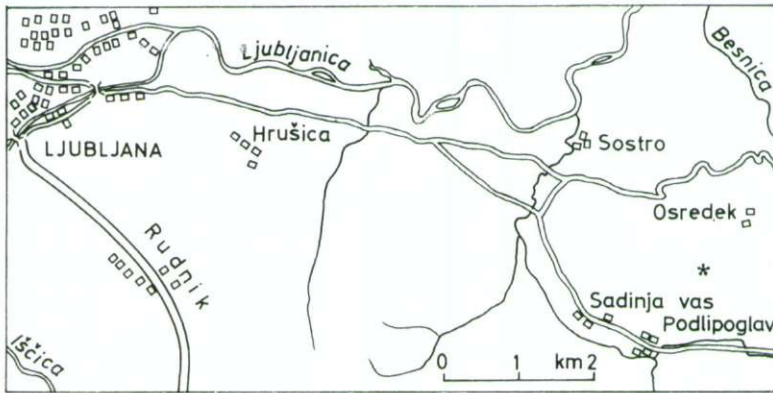 Besnica
Ljubljanica
LJUBLJANA
Hrušica
Sostro
Osredek
Rudnik
*
Sadinja vas
Podlipoglav
Iščica
0 1 km 2